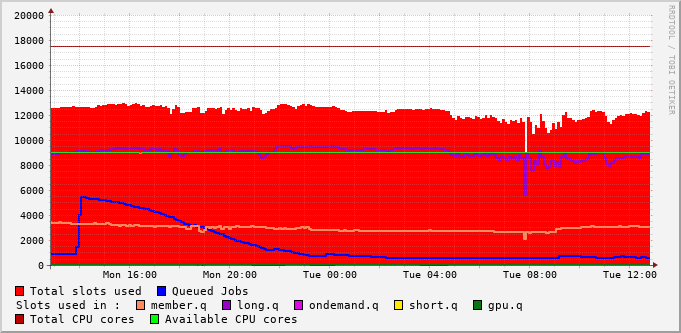 20000
18000
16000
14000
12000
10000
8000
6000
4000
2000
0
Mon 16:00 Mon 20:00 Tue 00:00 Tue 04:00 Tue 08:00 Tue 12:00
Total slots used Queued Jobs
Slots used in : member.q long.q ondemand.q short.q gpu.q
Total CPU cores Available CPU cores
RRDTOOL / TOBI OETIKER